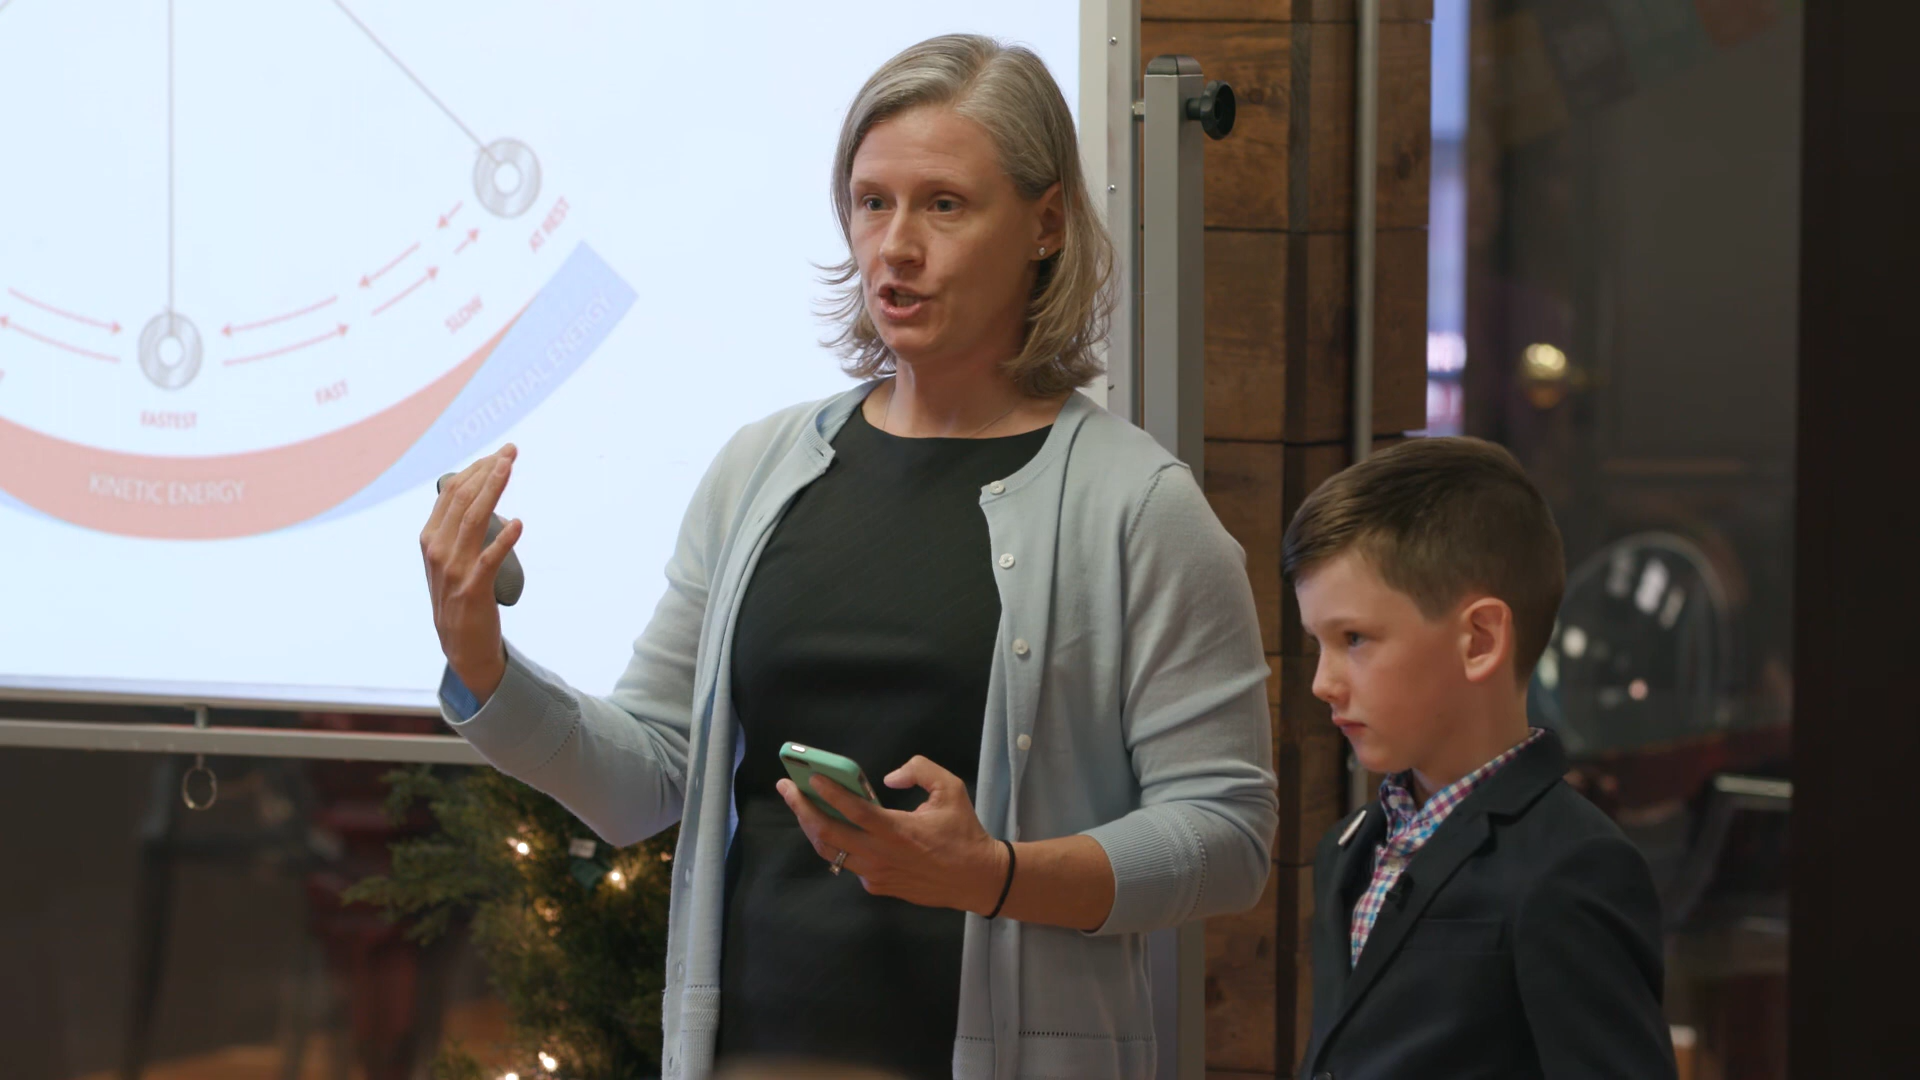 AT REST
SLOW
FAST
FASTEST
POTENTIAL ENERGY
KINETIC ENERGY